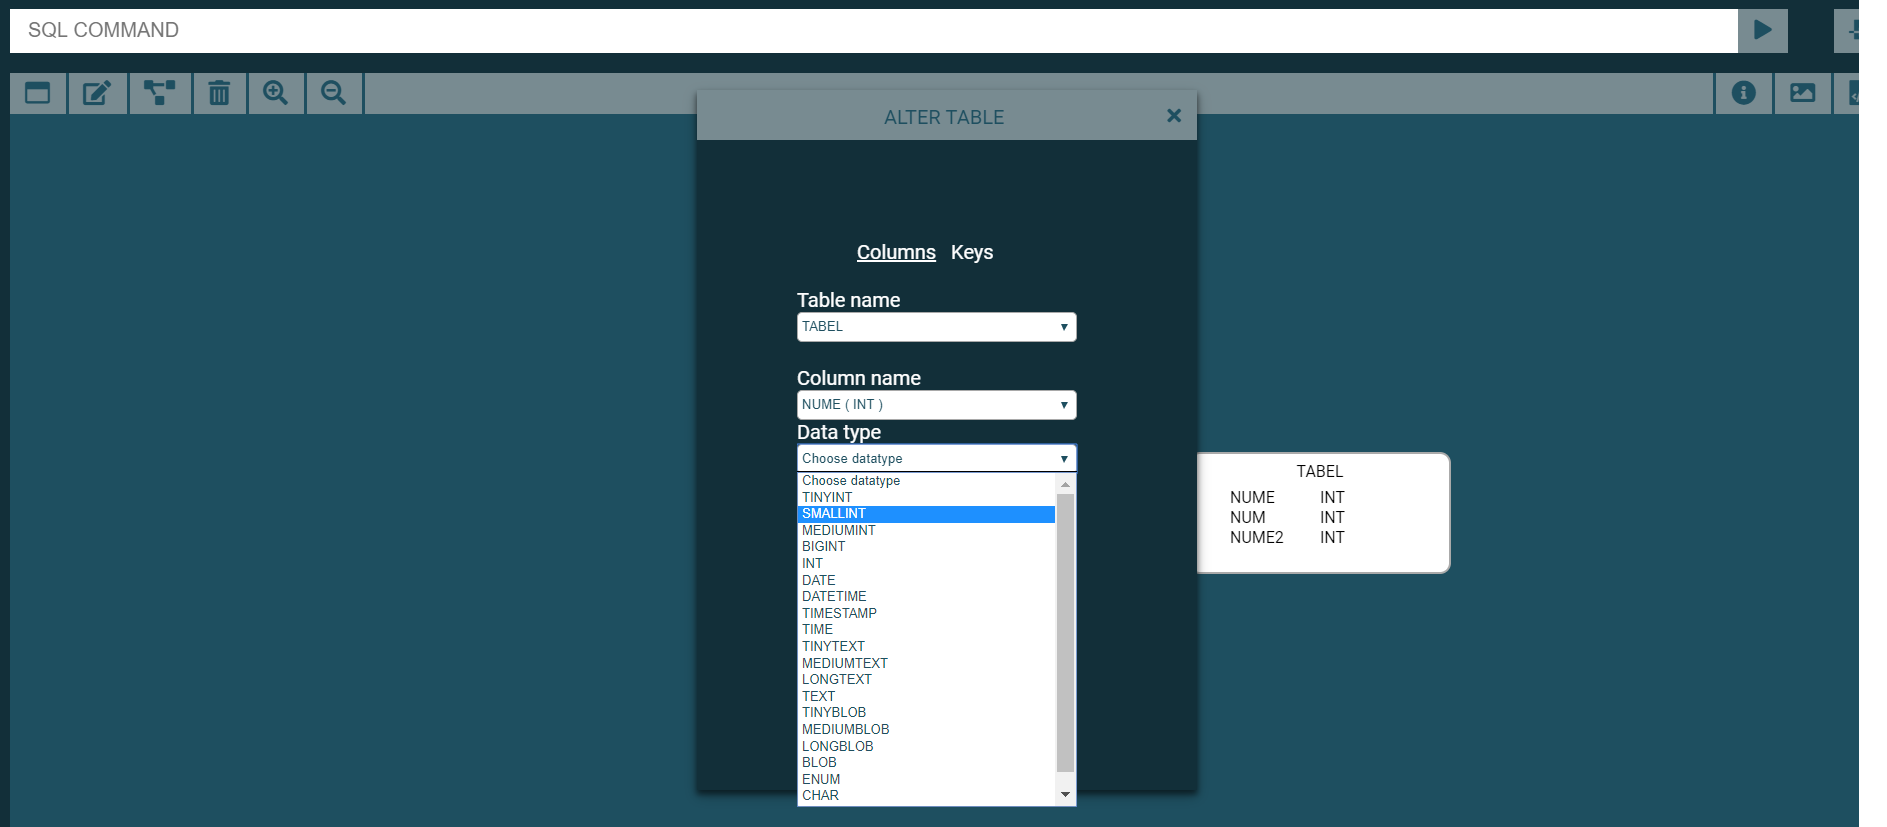 SQL COMMAND
ALTER TABLE
Columns Keys
Table name
TABEL
Column name
NUME ( INT )
Data type
Choose datatype
Choose datatype
TINYINT
SMALLINT
MEDIUMINT
BIGINT
INT
DATE
DATETIME
TIMESTAMP
TIME
TINYTEXT
MEDIUMTEXT
LONGTEXT
TEXT
TINYBLOB
MEDIUMBLOB
LONGBLOB
BLOB
ENUM
CHAR
TABEL
NUME INT
NUM INT
NUME2 INT